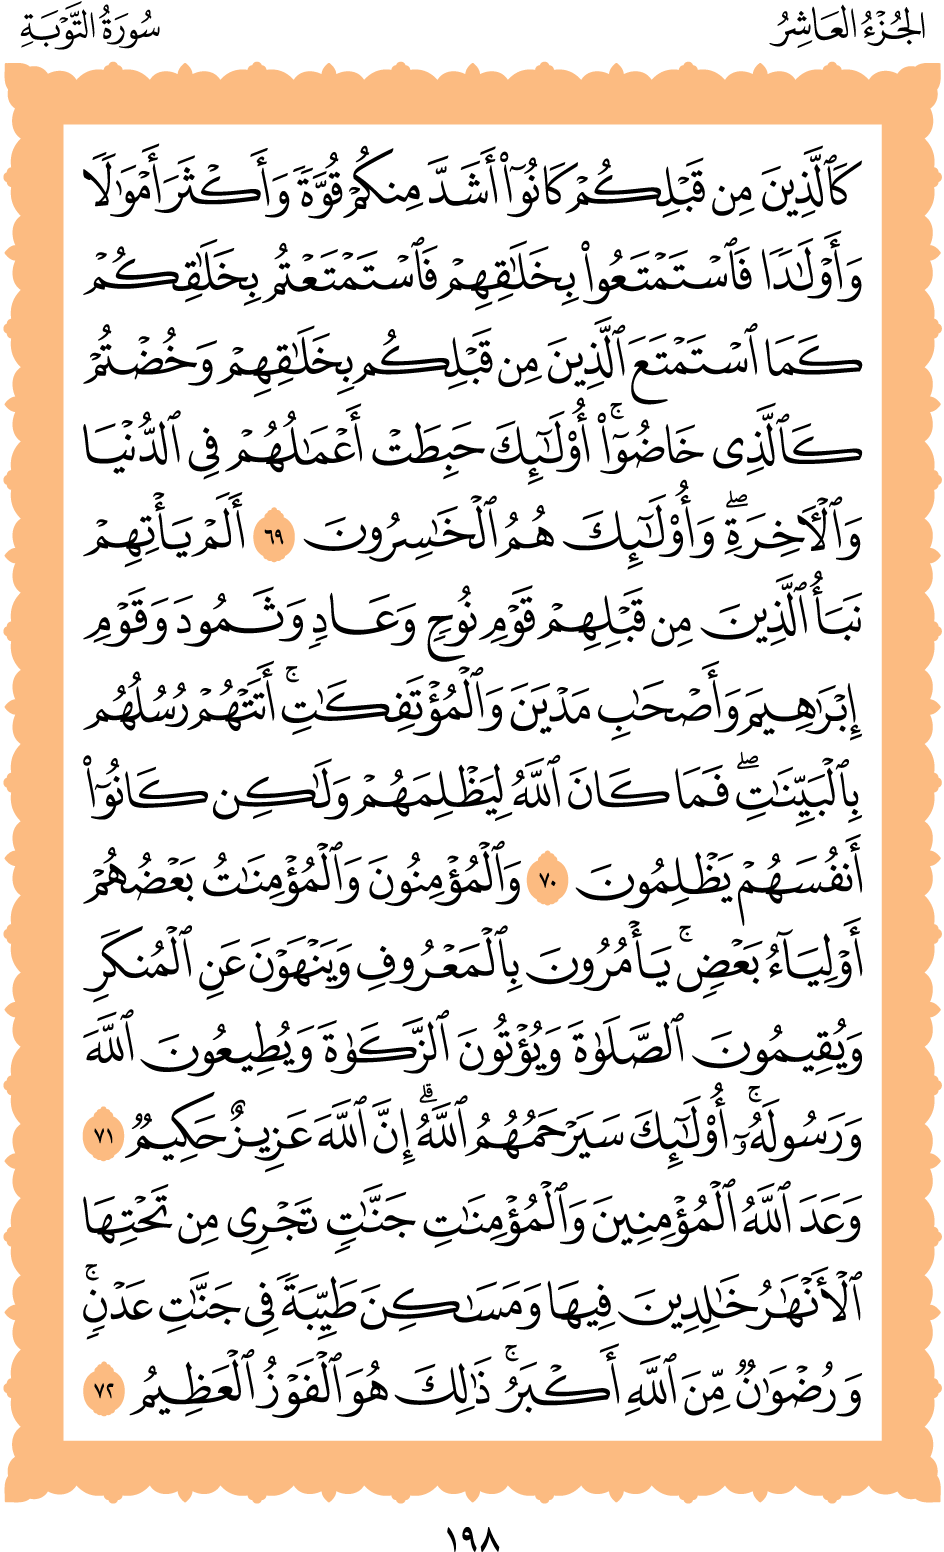 الجُزْءُ العَاشِرُ
سُورَةُ التَّوْبَةِ
كَٱلَّذِينَ مِن قَبْلِكُمْ كَانُوٓا۟ أَشَدَّ مِنكُمْ قُوَّةً وَأَكْثَرَ أَمْوَٰلًا
وَأَوْلَٰدًا فَٱسْتَمْتَعُوا۟ بِخَلَٰقِهِمْ فَٱسْتَمْتَعْتُم بِخَلَٰقِكُمْ
كَمَا ٱسْتَمْتَعَ ٱلَّذِينَ مِن قَبْلِكُم بِخَلَٰقِهِمْ وَخُضْتُمْ
كَٱلَّذِى خَاضُوٓا۟ ۚ أُو۟لَٰٓئِكَ حَبِطَتْ أَعْمَٰلُهُمْ فِى ٱلدُّنْيَا
وَٱلْءَاخِرَةِ ۖ وَأُو۟لَٰٓئِكَ هُمُ ٱلْخَٰسِرُونَ ٦٩ أَلَمْ يَأْتِهِمْ
نَبَأُ ٱلَّذِينَ مِن قَبْلِهِمْ قَوْمِ نُوحٍ وَعَادٍ وَثَمُودَ وَقَوْمِ
إِبْرَٰهِيمَ وَأَصْحَٰبِ مَدْيَنَ وَٱلْمُؤْتَفِكَٰتِ ۚ أَتَتْهُمْ رُسُلُهُم
بِٱلْبَيِّنَٰتِ ۖ فَمَا كَانَ ٱللَّهُ لِيَظْلِمَهُمْ وَلَٰكِن كَانُوٓا۟
أَنفُسَهُمْ يَظْلِمُونَ ٧٠ وَٱلْمُؤْمِنُونَ وَٱلْمُؤْمِنَٰتُ بَعْضُهُمْ
أَوْلِيَآءُ بَعْضٍ ۚ يَأْمُرُونَ بِٱلْمَعْرُوفِ وَيَنْهَوْنَ عَنِ ٱلْمُنكَرِ
وَيُقِيمُونَ ٱلصَّلَوٰةَ وَيُؤْتُونَ ٱلزَّكَوٰةَ وَيُطِيعُونَ ٱللَّهَ
وَرَسُولَهُۥٓ ۚ أُو۟لَٰٓئِكَ سَيَرْحَمُهُمُ ٱللَّهُ ۗ إِنَّ ٱللَّهَ عَزِيزٌ حَكِيمٌ ٧١
وَعَدَ ٱللَّهُ ٱلْمُؤْمِنِينَ وَٱلْمُؤْمِنَٰتِ جَنَّٰتٍ تَجْرِى مِن تَحْتِهَا
ٱلْأَنْهَٰرُ خَٰلِدِينَ فِيهَا وَمَسَٰكِنَ طَيِّبَةً فِى جَنَّٰتِ عَدْنٍ ۚ
وَرِضْوَٰنٌ مِّنَ ٱللَّهِ أَكْبَرُ ۚ ذَٰلِكَ هُوَ ٱلْفَوْزُ ٱلْعَظِيمُ ٧٢
١٩٨